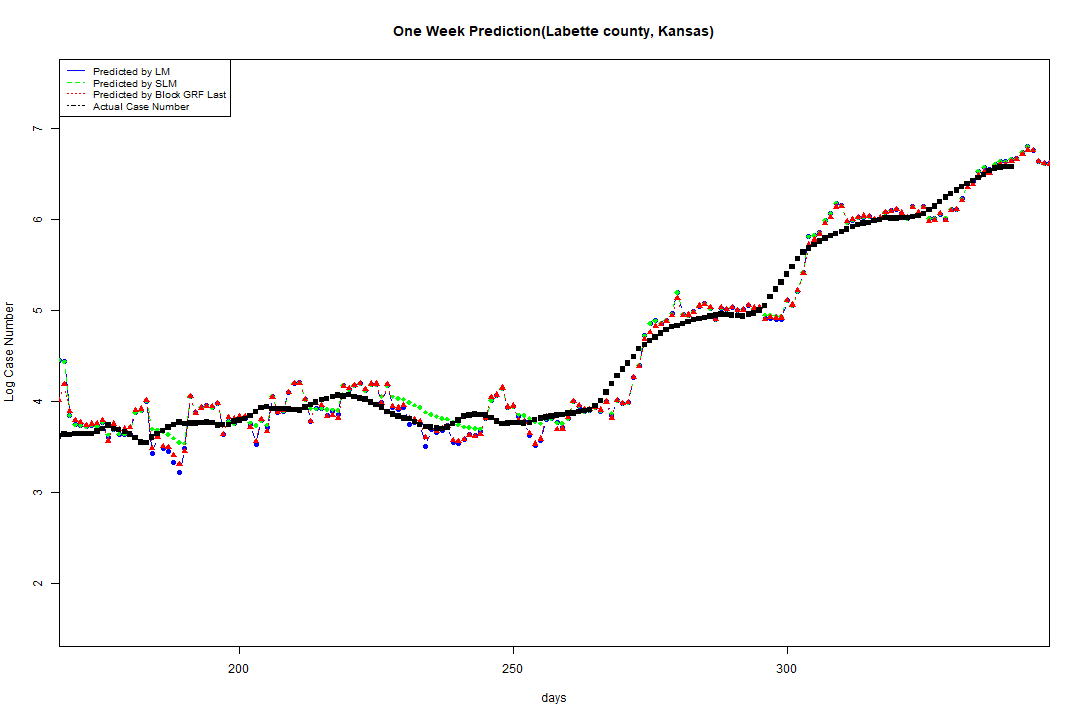 One Week Prediction(Labette county, Kansas)
Predicted by LM
Predicted by SLM
Predicted by Block GRF Last
Actual Case Number
Log Case Number
7
6
5
4
3
2
200
250
300
days